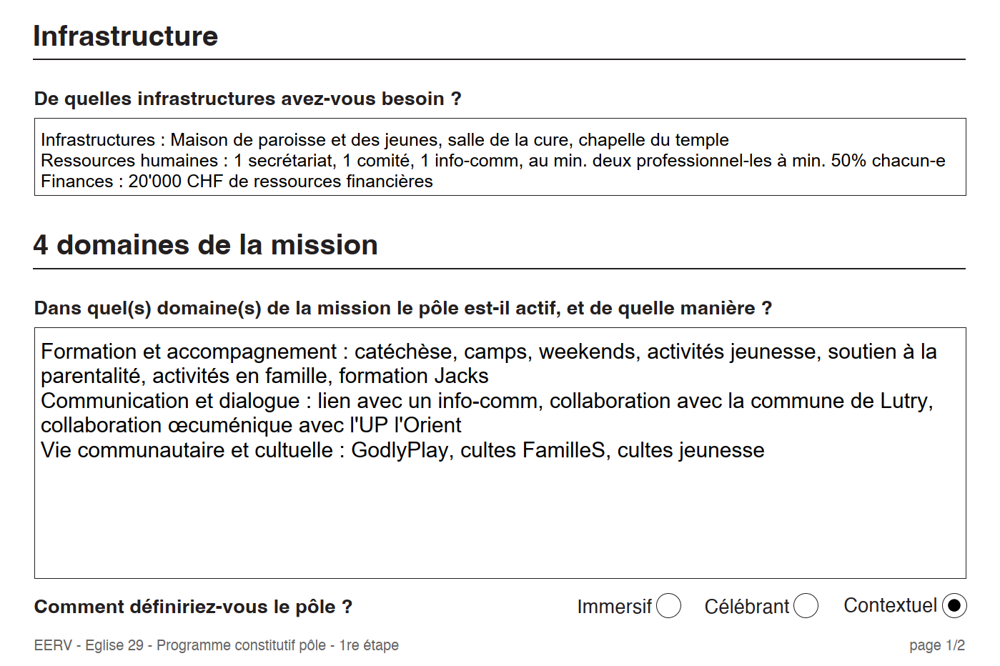 Infrastructure
De quelles infrastructures avez-vous besoin ?
Infrastructures : Maison de paroisse et des jeunes, salle de la cure, chapelle du temple
Ressources humaines : 1 secrétariat, 1 comité, 1 info-comm, au min. deux professionnel-les à min. 50% chacun-e
Finances : 20'000 CHF de ressources financières
4 domaines de la mission
Dans quel(s) domaine(s) de la mission le pôle est-il actif, et de quelle manière ?
Formation et accompagnement : catéchèse, camps, weekends, activités jeunesse, soutien à la
parentalité, activités en famille, formation Jacks
Communication et dialogue : lien avec un info-comm, collaboration avec la commune de Lutry,
collaboration œcuménique avec l'UP l'Orient
Vie communautaire et cultuelle : GodlyPlay, cultes FamilleS, cultes jeunesse
Comment définiriez-vous le pôle ? Immersif Célébrant Contextuel
EERV - Eglise 29 - Programme constitutif pôle - 1re étape page 1/2